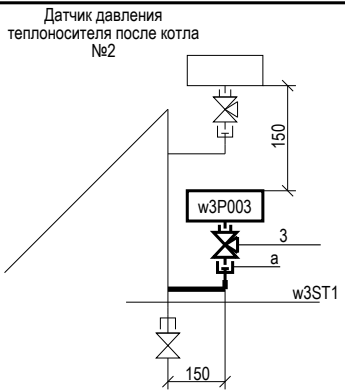 Датчик давления
теплоносителя после котла
№2
150
w3P003
3
a
w3ST1
150